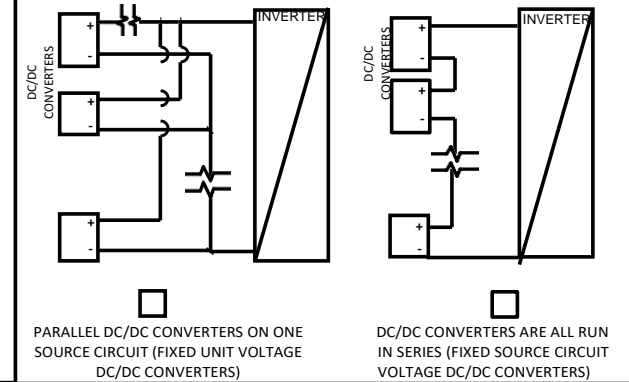 INVERTER
DC/DC
CONVERTERS
+
-
+
-
+
-
INVERTER
DC/DC
CONVERTERS
+
-
+
-
+
-
PARALLEL DC/DC CONVERTERS ON ONE
SOURCE CIRCUIT (FIXED UNIT VOLTAGE
DC/DC CONVERTERS)
DC/DC CONVERTERS ARE ALL RUN
IN SERIES (FIXED SOURCE CIRCUIT
VOLTAGE DC/DC CONVERTERS)